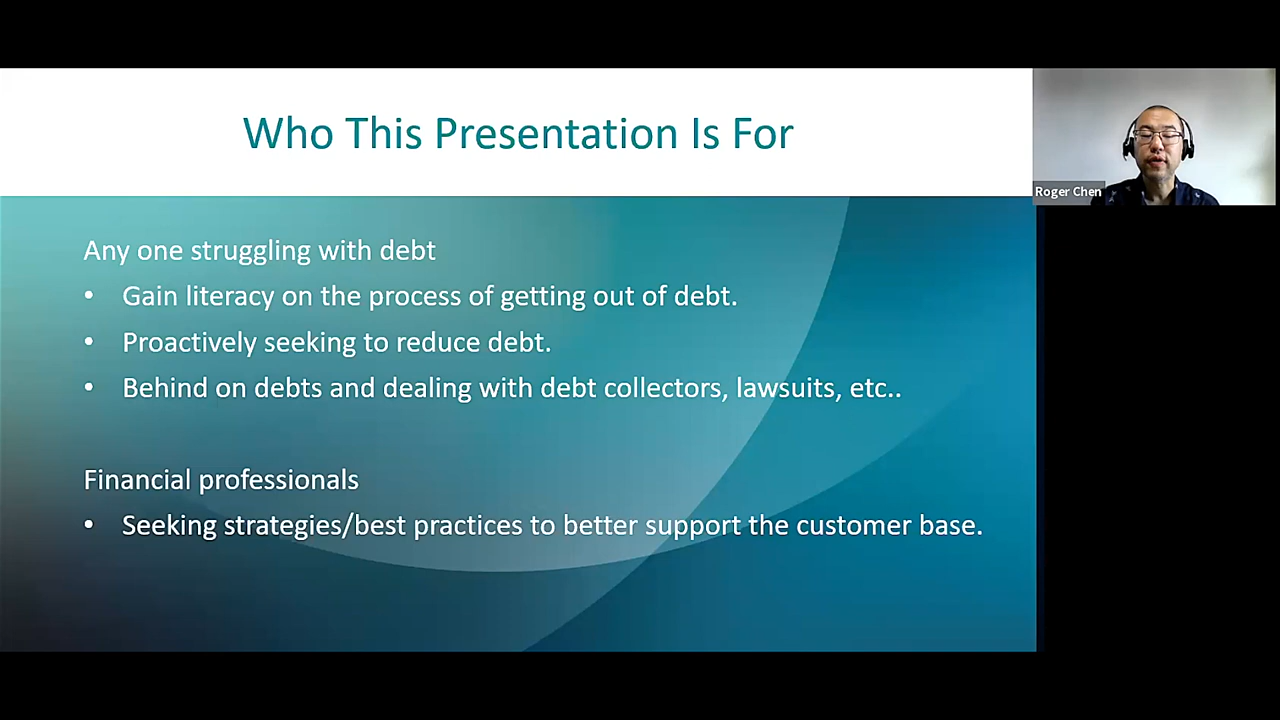 Who This Presentation Is For
Roger Chen
Any one struggling with debt
• Gain literacy on the process of getting out of debt.
• Proactively seeking to reduce debt.
• Behind on debts and dealing with debt collectors, lawsuits, etc..
Financial professionals
• Seeking strategies/best practices to better support the customer base.